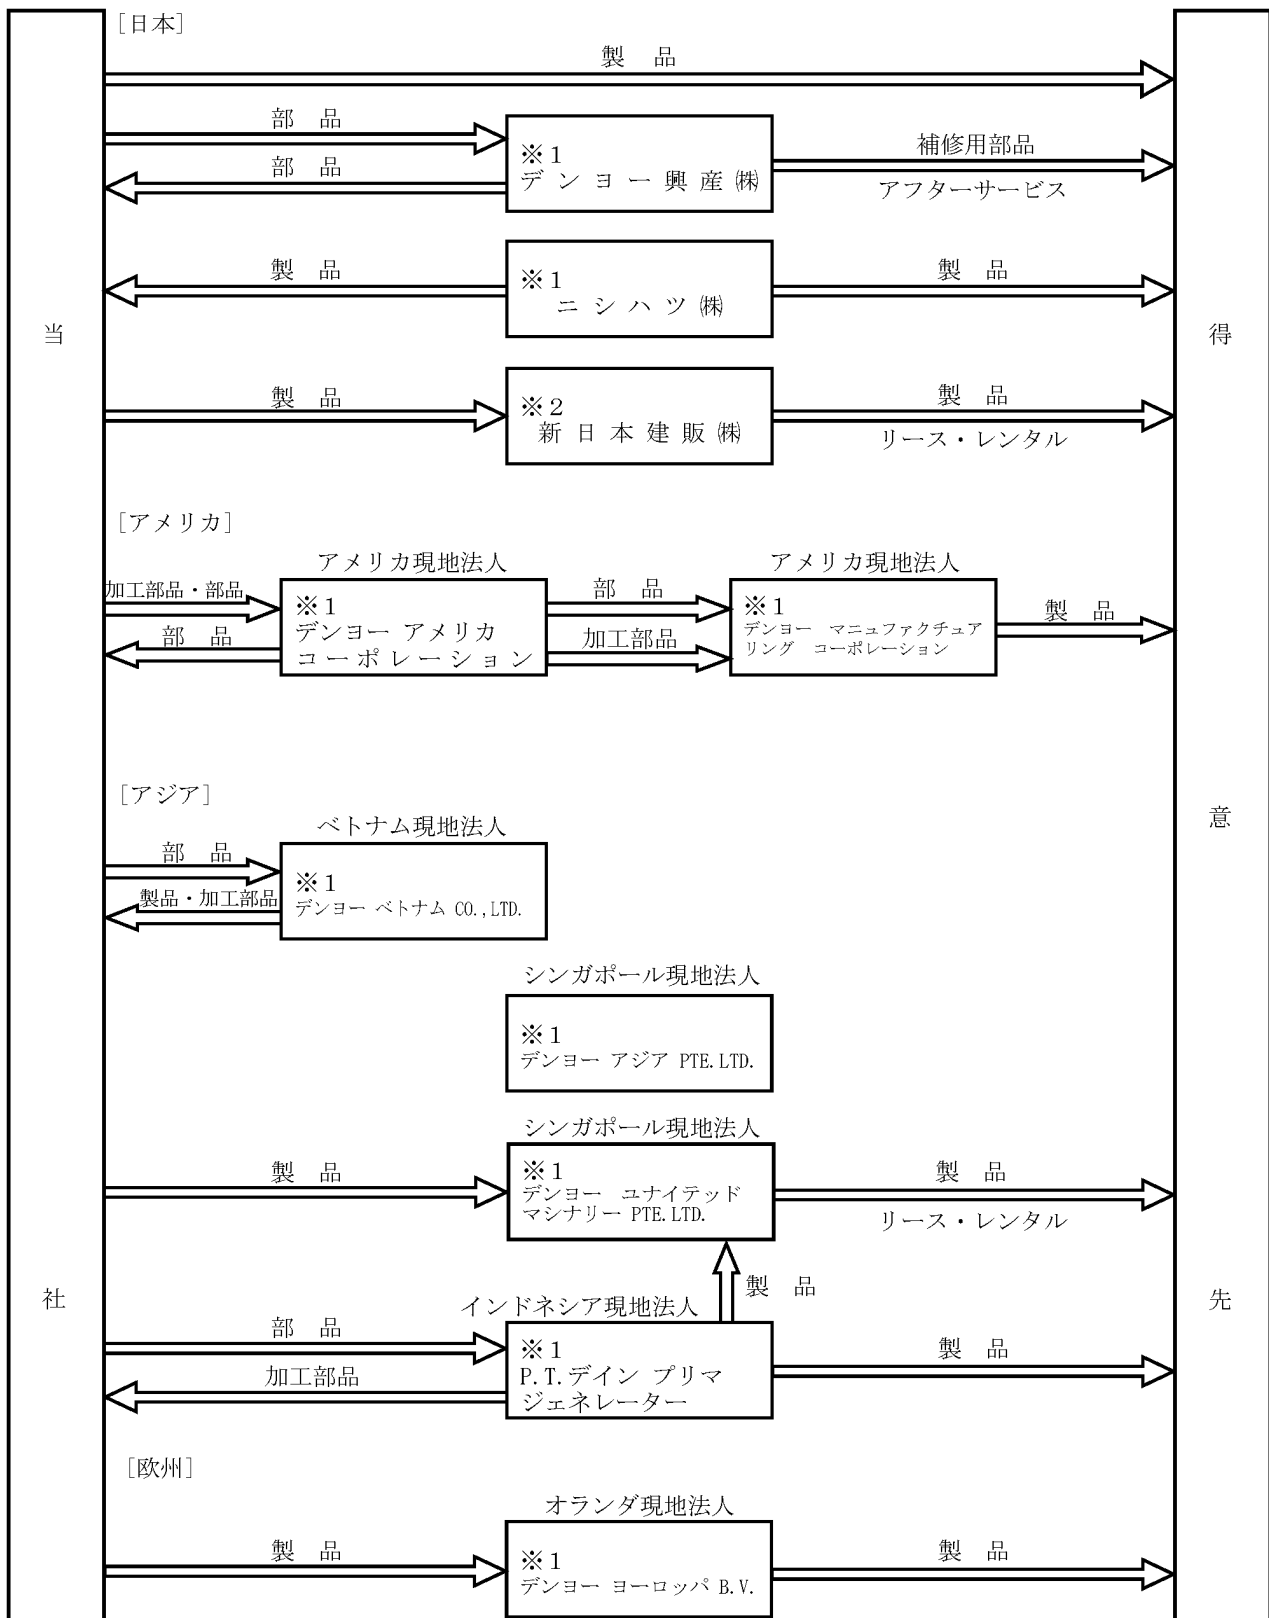 [日本]
製 品
部 品
※1
デンヨー興産㈱
補修用部品
部 品
アフターサービス
製 品
※1
ニシハツ㈱
製 品
当
得
製 品
※2
新日本建販㈱
製 品
リース・レンタル
[アメリカ]
アメリカ現地法人
アメリカ現地法人
加工部品・部品
※1
デンヨー アメリカ
コーポレーション
部 品
※1
デンヨー マニュファクチュア
リング コーポレーション
製 品
部 品
加工部品
[アジア]
意
ベトナム現地法人
部 品
※1
デンヨー ベトナム CO.,LTD.
製品・加工部品
シンガポール現地法人
※1
デンヨー アジア PTE.LTD.
シンガポール現地法人
製 品
※1
デンヨー ユナイテッド
マシナリー PTE.LTD.
製 品
リース・レンタル
製 品
社
先
インドネシア現地法人
部 品
※1
P.T.デイン プリマ
ジェネレーター
製 品
加工部品
[欧州]
オランダ現地法人
製 品
※1
デンヨー ヨーロッパ B.V.
製 品